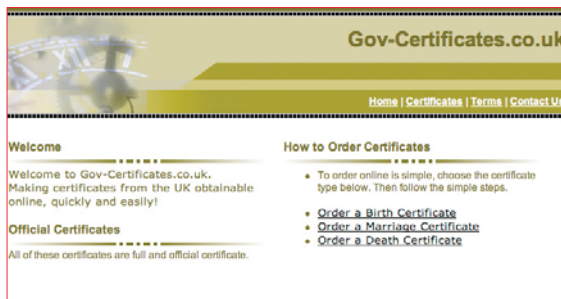 Gov-Certificates.co.uk
Home | Certificates | Terms | Contact Us
Welcome
Welcome to Gov-Certificates.co.uk.
Making certificates from the UK obtainable
online, quickly and easily!
Official Certificates
All of these certificates are full and official certificate.
How to Order Certificates
To order online is simple, choose the certificate
type below. Then follow the simple steps.
Order a Birth Certificate
Order a Marriage Certificate
Order a Death Certificate